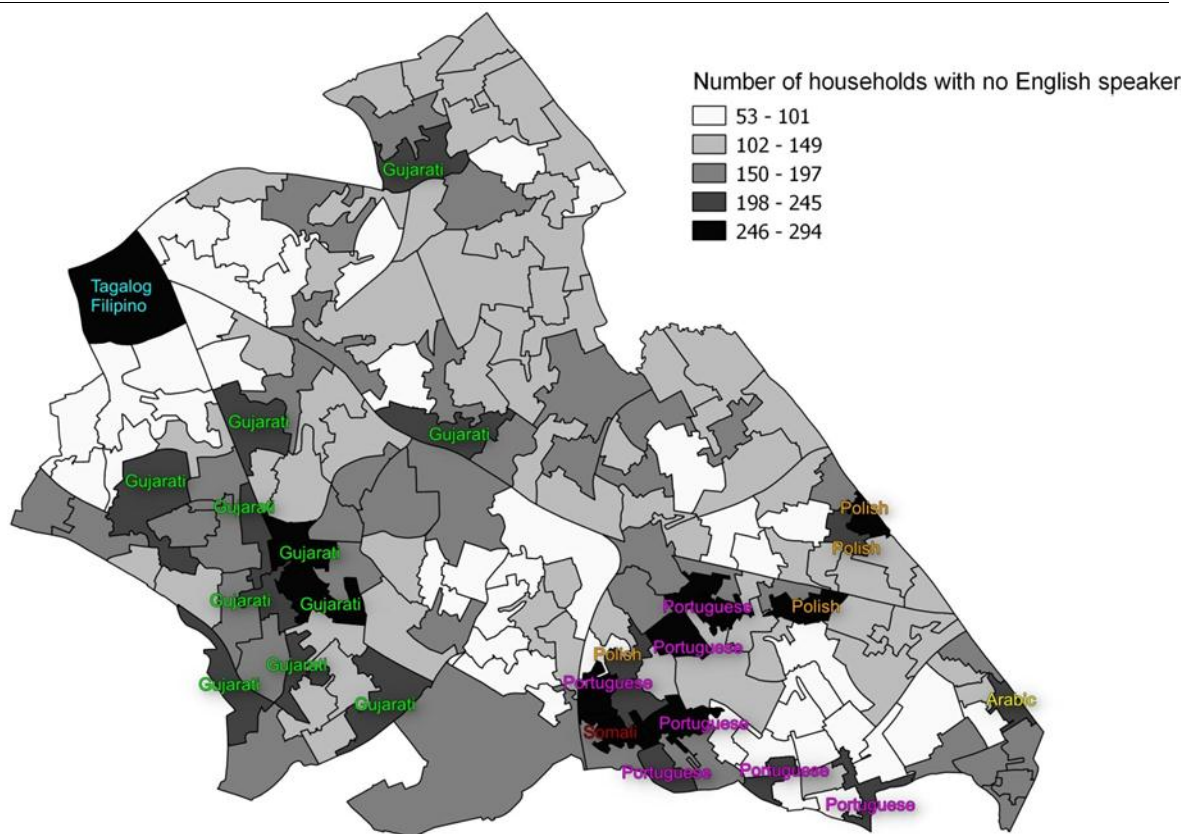 Number of households with no English speaker
53 - 101
102 - 149
150 - 197
198 - 245
246 - 294
Gujarati
Tagalog
Filipino
Gujarati
Gujarati
Gujarati
Gujarati
Polish
Gujarati
Polish
Gujarati
Gujarati
Portuguese
Polish
Portuguese
Polish
Gujarati
Gujarati
Portuguese
Gujarati
Arabic
Portuguese
Somali
Portuguese
Portuguese
Portuguese